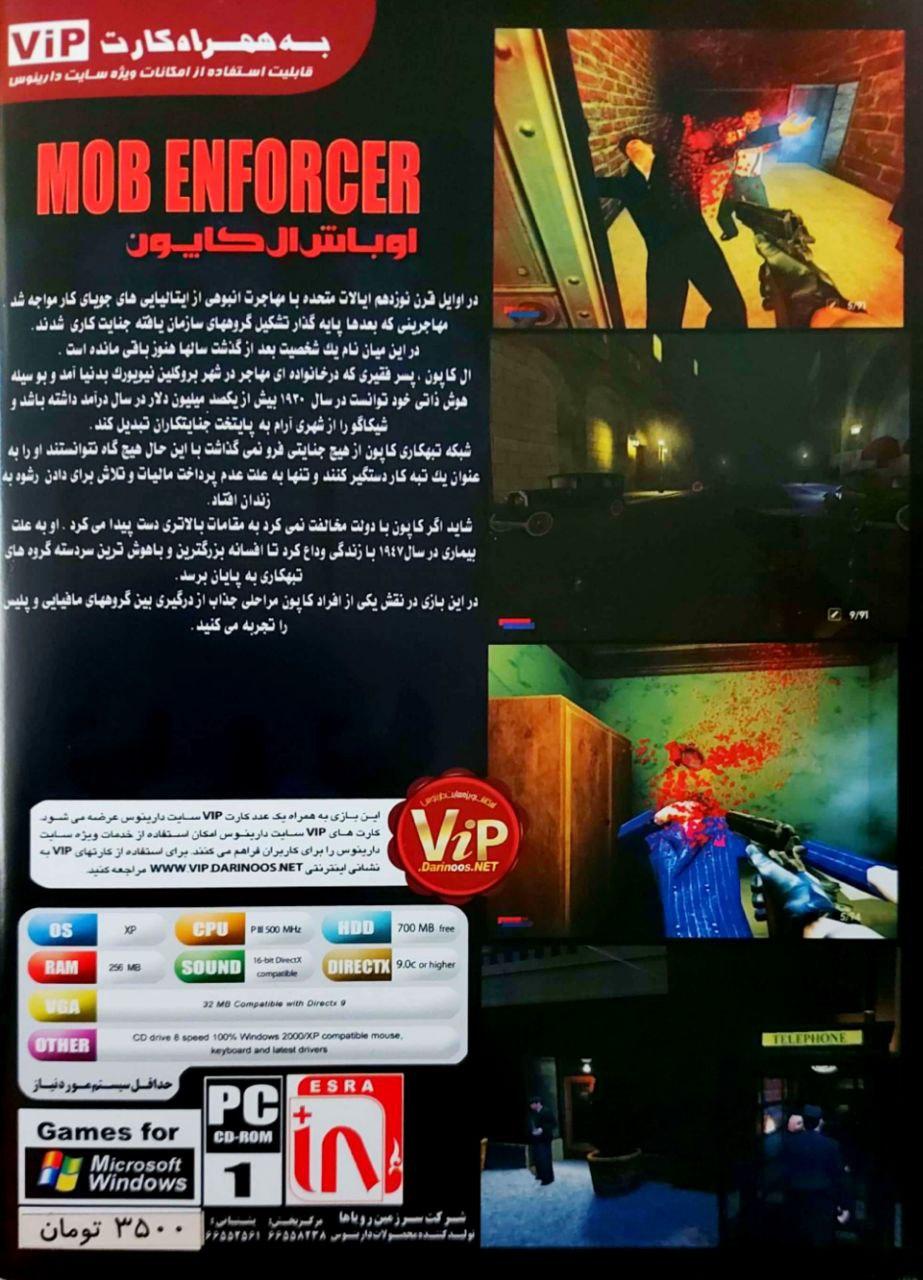 به همراه کارت ViP
قابلیت استفاده از امکانات ویژه سایت دارینوس
MOB ENFORCER
اوباش ال کاپون
در اوایل قرن نوزدهم ایالات متحده با مهاجرت انبوهی از ایتالیایی های جویای کار مواجه شد.
مهاجرینی که بعدها پایه گذار تشکیل گروههای سازمان یافته جنایت کاری شدند.
در این میان نام یك شخصیت بعد از گذشت سالها هنوز باقی مانده است.
ال کاپون، پسر فقیری که درخانواده ای مهاجر در شهر بروکلین نیویورك بدنیا آمد و بو سیله
هوش ذاتی خود توانست در سال ۱۹۳۰ بیش از یکصد میلیون دلار در سال درآمد داشته باشد و
شیکاگو را از شهری آرام به پایتخت جنایتکاران تبدیل کند.
شبکه تبهکاری کاپون از هیچ جنایتی فرو نمی گذاشت با این حال هیچ گاه نتوانستند او را به
عنوان یك تبه کار دستگیر کنند و تنها به علت عدم پرداخت مالیات و تلاش برای دادن رشوه به
زندان افتاد.
شاید اگر کاپون با دولت مخالفت نمی کرد به مقامات بالاتری دست پیدا می کرد. او به علت
بیماری در سال۱۹۴۷ با زندگی وداع کرد تا افسانه بزرگترین و باهوش ترین سردسته گروه های
تبهکاری به پایان برسد.
در این بازی در نقش یکی از افراد کاپون مراحلی جذاب از درگیری بین گروههای مافیایی و پلیس
را تجربه می کنید.
5/91
9/91
5/14
TELEPHONE
این بازی به همراه یک عدد کارت VIP سایت دارینوس عرضه می شود.
کارت های VIP سایت دارینوس امکان استفاده از خدمات ویژه سایت
دارینوس را برای کاربران فراهم می کنند. برای استفاده از کارتهای VIP به
نشانی اینترنتی WWW.VIP.DARINOOS.NET مراجعه کنید.
ViP
.Darinoos.NET
OS XP CPU PIII 500 MHz HDD 700 MB free
RAM 256 MB SOUND 16-bit DirectX compatible DIRECTX 9.0c or higher
VGA 32 MB Compatible with Directx 9
OTHER CD drive 8 speed 100% Windows 2000/XP compatible mouse,
keyboard and latest drivers
حداقل سیستم مورد نیاز
Games for
Microsoft
Windows
PC
CD-ROM
1
ESRA
+
in
۳۵۰۰ تومان
شرکت سرزمین رویاها مرکز پخش: پشتیبانی:
تولید کننده محصولات دارینوس ۶۶۵۵۸۲۳۸ ۶۶۵۵۲۵۶۱